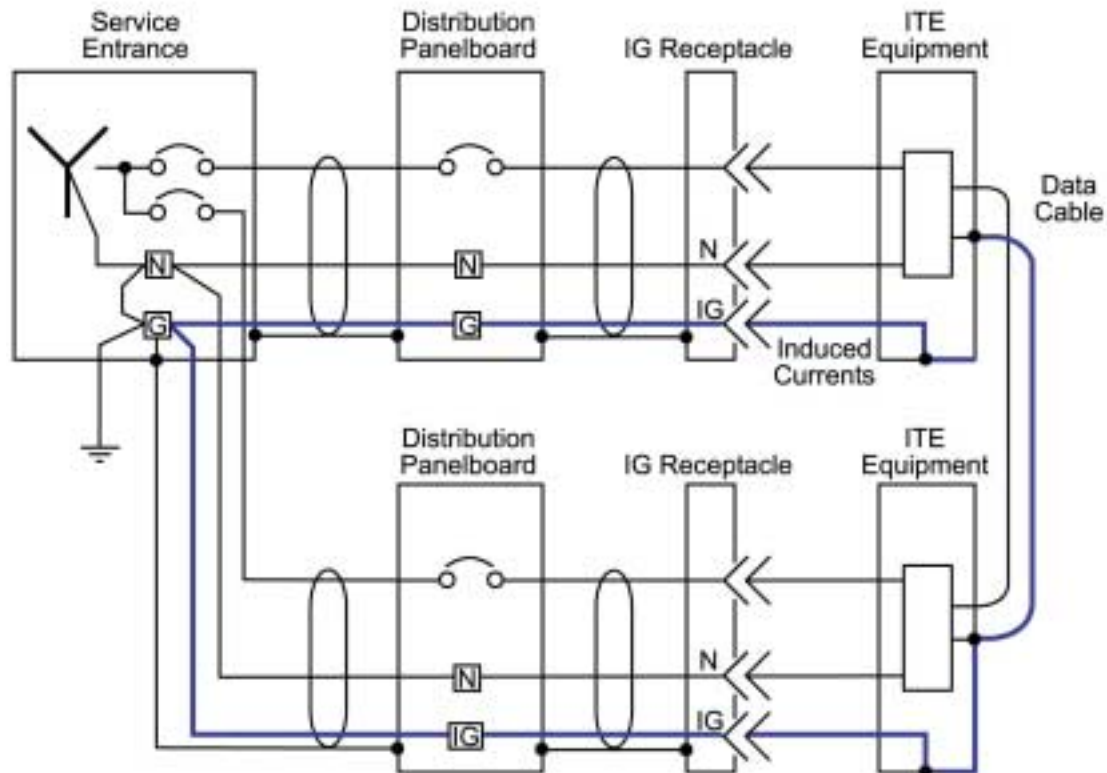 Service
Entrance
Distribution
Panelboard
IG Receptacle
ITE
Equipment
Data
Cable
N
N
N
G
G
IG
Induced
Currents
Distribution
Panelboard
IG Receptacle
ITE
Equipment
N
N
IG
IG